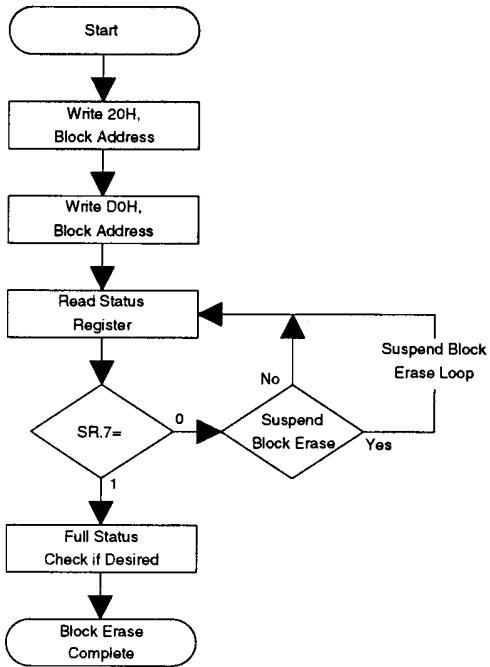 Start
Write 20H,
Block Address
Write D0H,
Block Address
Read Status
Register
Suspend Block
Erase Loop
No
SR.7=
0
Suspend
Block Erase
Yes
1
Full Status
Check if Desired
Block Erase
Complete